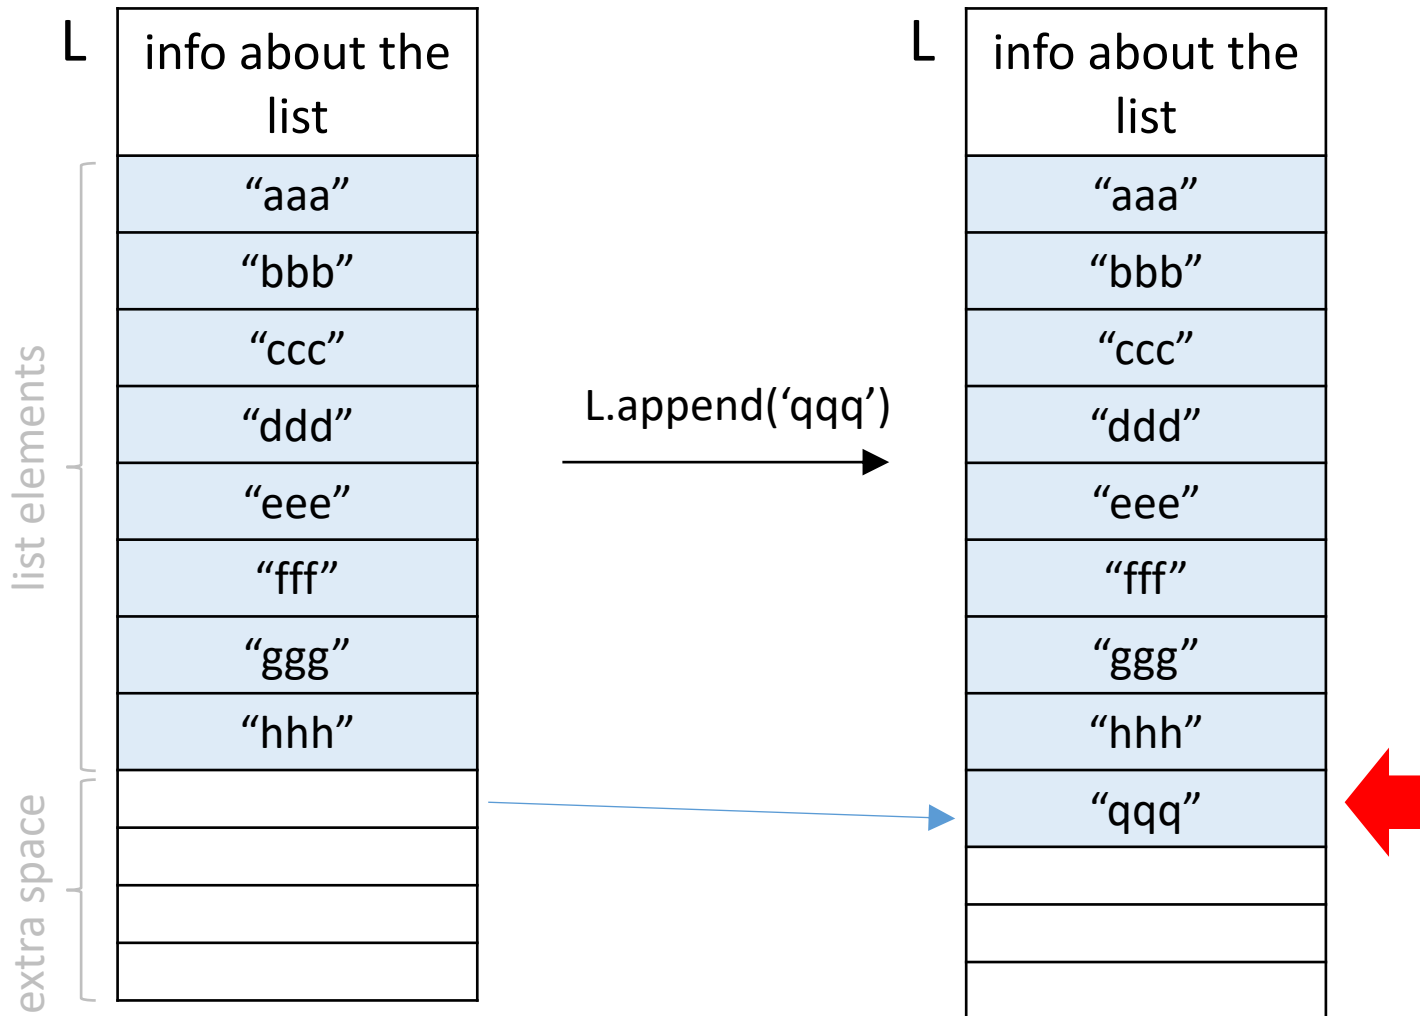 L
info about the
list
“aaa”
“bbb”
“ccc”
“ddd”
“eee”
“fff”
“ggg”
“hhh”
list elements
extra space
L.append(‘qqq’)
L
info about the
list
“aaa”
“bbb”
“ccc”
“ddd”
“eee”
“fff”
“ggg”
“hhh”
“qqq”